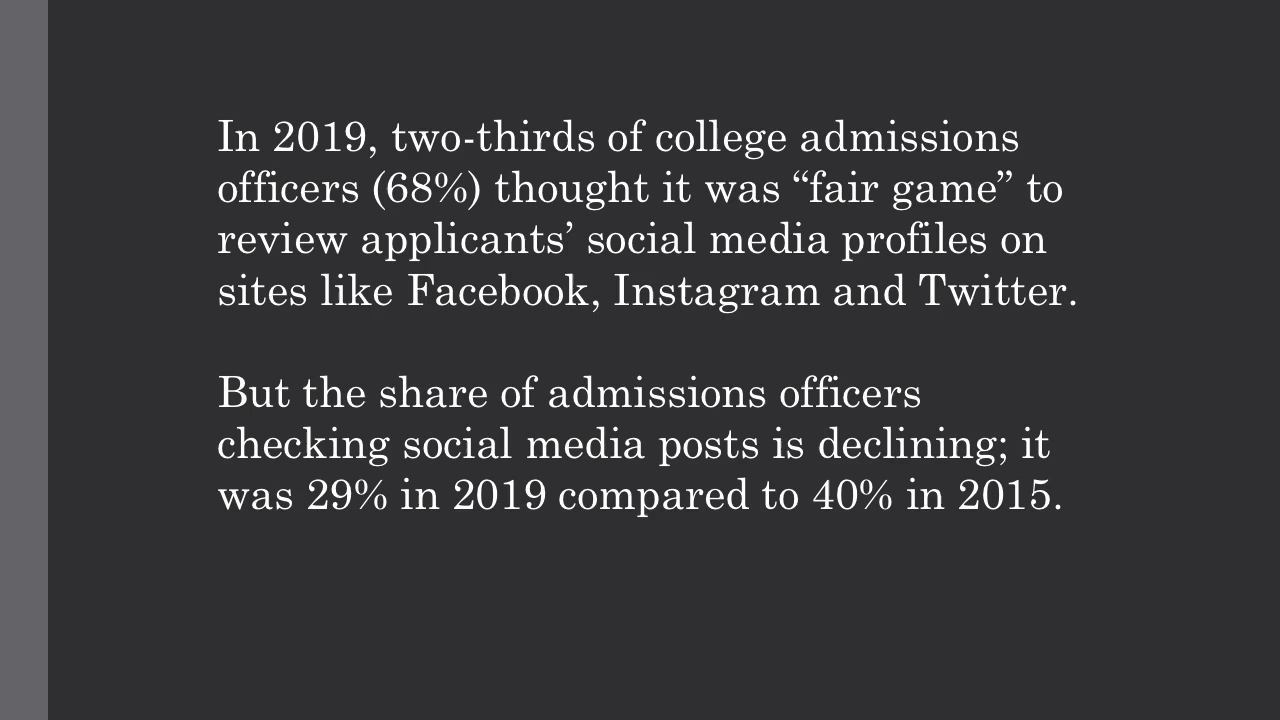 In 2019, two-thirds of college admissions
officers (68%) thought it was “fair game” to
review applicants’ social media profiles on
sites like Facebook, Instagram and Twitter.
But the share of admissions officers
checking social media posts is declining; it
was 29% in 2019 compared to 40% in 2015.